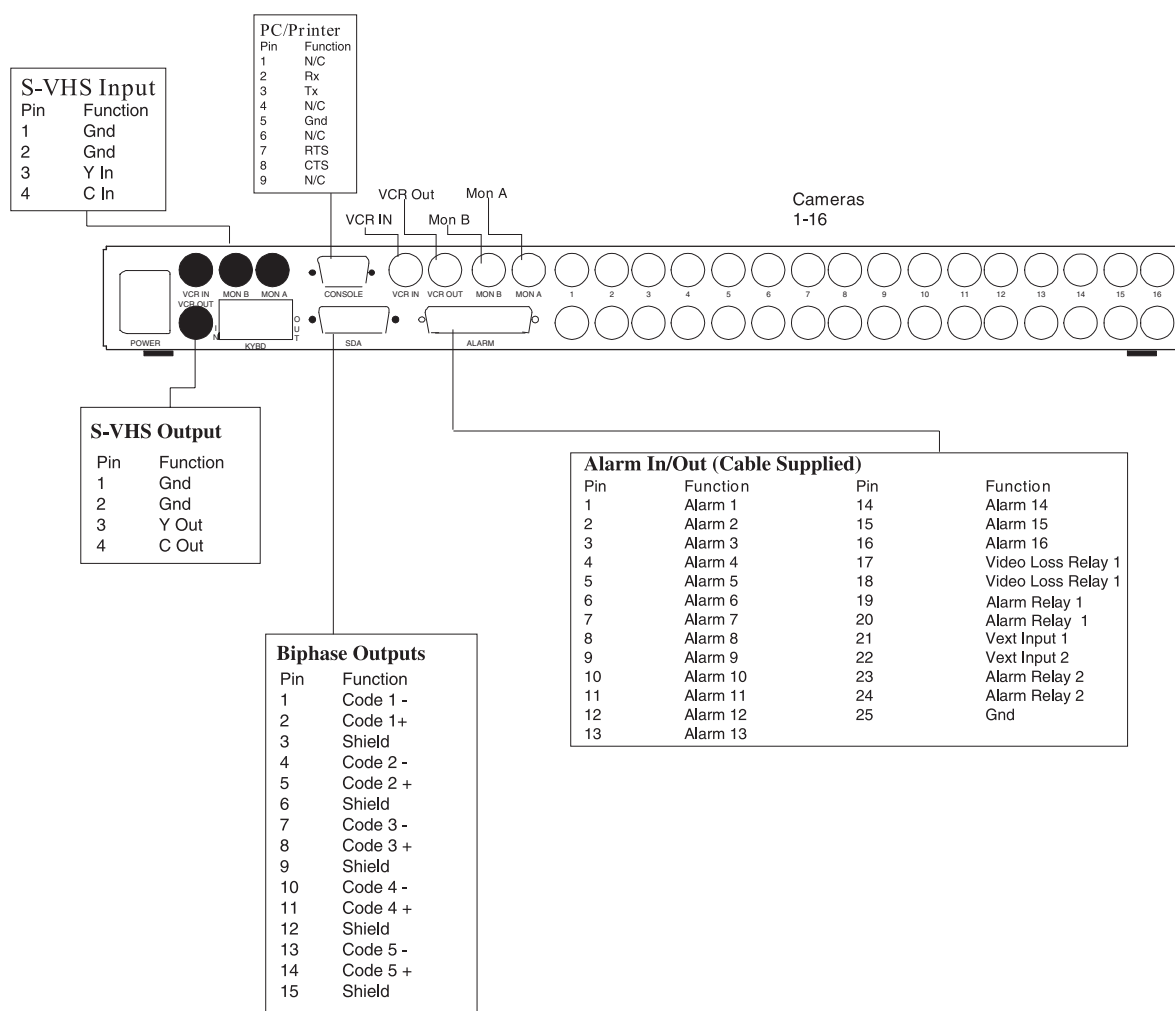 PC/Printer
Pin Function
1 N/C
2 Rx
3 Tx
4 N/C
5 Gnd
6 N/C
7 RTS
8 CTS
9 N/C
S-VHS Input
Pin Function
1 Gnd
2 Gnd
3 Y In
4 C In
VCR IN
VCR Out
Mon B
Mon A
Cameras
1-16
VCR IN
VCR OUT
MON B
MON A
CONSOLE
VCR IN
VCR OUT
MON B
MON A
1 2 3 4 5 6 7 8 9 10 11 12 13 14 15 16
POWER
IN
KYBD
OUT
SDA
ALARM
S-VHS Output
Pin Function
1 Gnd
2 Gnd
3 Y Out
4 C Out
Alarm In/Out (Cable Supplied)
Pin Function Pin Function
1 Alarm 1 14 Alarm 14
2 Alarm 2 15 Alarm 15
3 Alarm 3 16 Alarm 16
4 Alarm 4 17 Video Loss Relay 1
5 Alarm 5 18 Video Loss Relay 1
6 Alarm 6 19 Alarm Relay 1
7 Alarm 7 20 Alarm Relay 1
8 Alarm 8 21 Vext Input 1
9 Alarm 9 22 Vext Input 2
10 Alarm 10 23 Alarm Relay 2
11 Alarm 11 24 Alarm Relay 2
12 Alarm 12 25 Gnd
13 Alarm 13
Biphase Outputs
Pin Function
1 Code 1 -
2 Code 1+
3 Shield
4 Code 2 -
5 Code 2 +
6 Shield
7 Code 3 -
8 Code 3 +
9 Shield
10 Code 4 -
11 Code 4 +
12 Shield
13 Code 5 -
14 Code 5 +
15 Shield